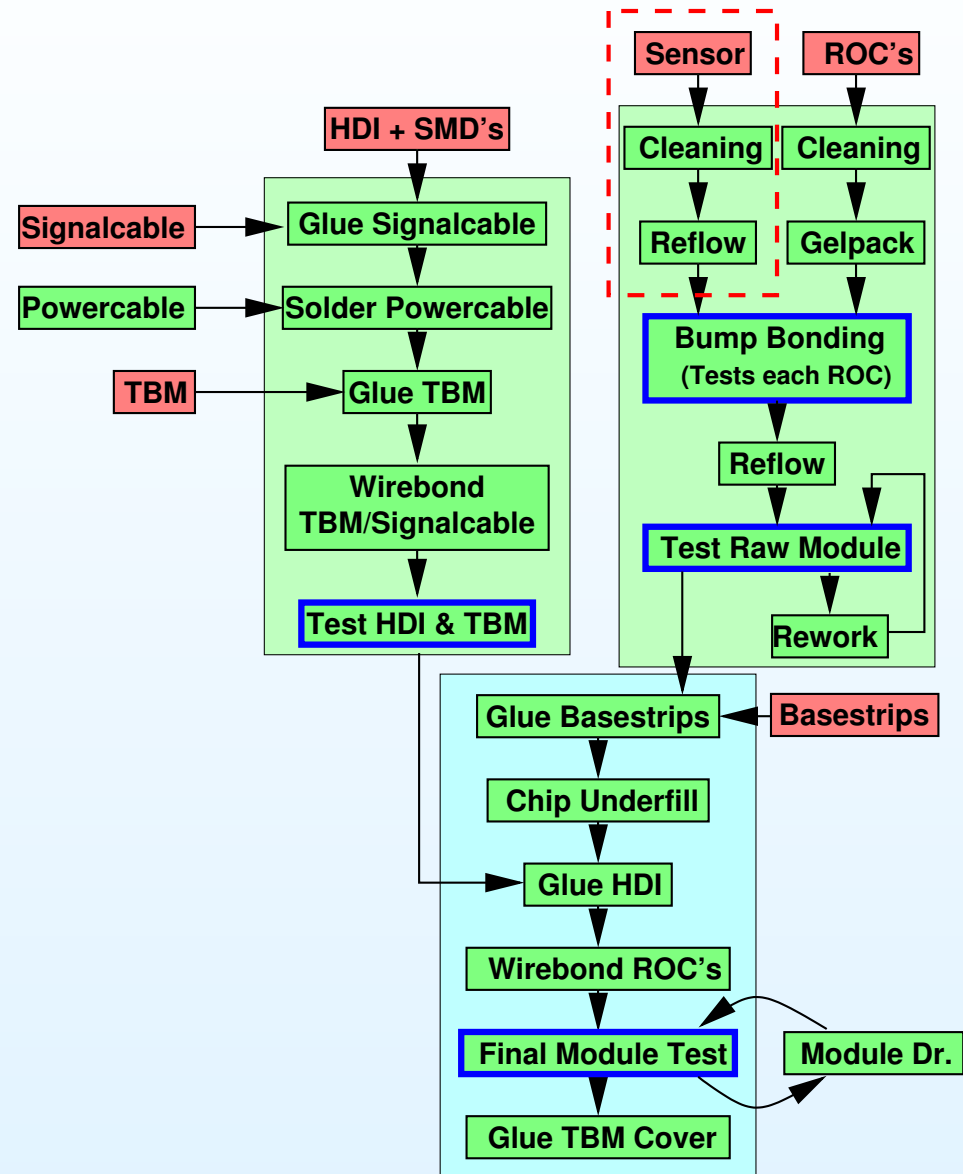 Sensor
ROC's
HDI + SMD's
Cleaning
Cleaning
Signalcable
Glue Signalcable
Reflow
Gelpack
Powercable
Solder Powercable
Bump Bonding
(Tests each ROC)
TBM
Glue TBM
Reflow
Wirebond
TBM/Signalcable
Test Raw Module
Test HDI & TBM
Rework
Glue Basestrips
Basestrips
Chip Underfill
Glue HDI
Wirebond ROC's
Final Module Test
Module Dr.
Glue TBM Cover